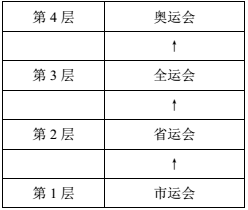 第 4 层 奥运会
↑
第 3 层 全运会
↑
第 2 层 省运会
↑
第 1 层 市运会